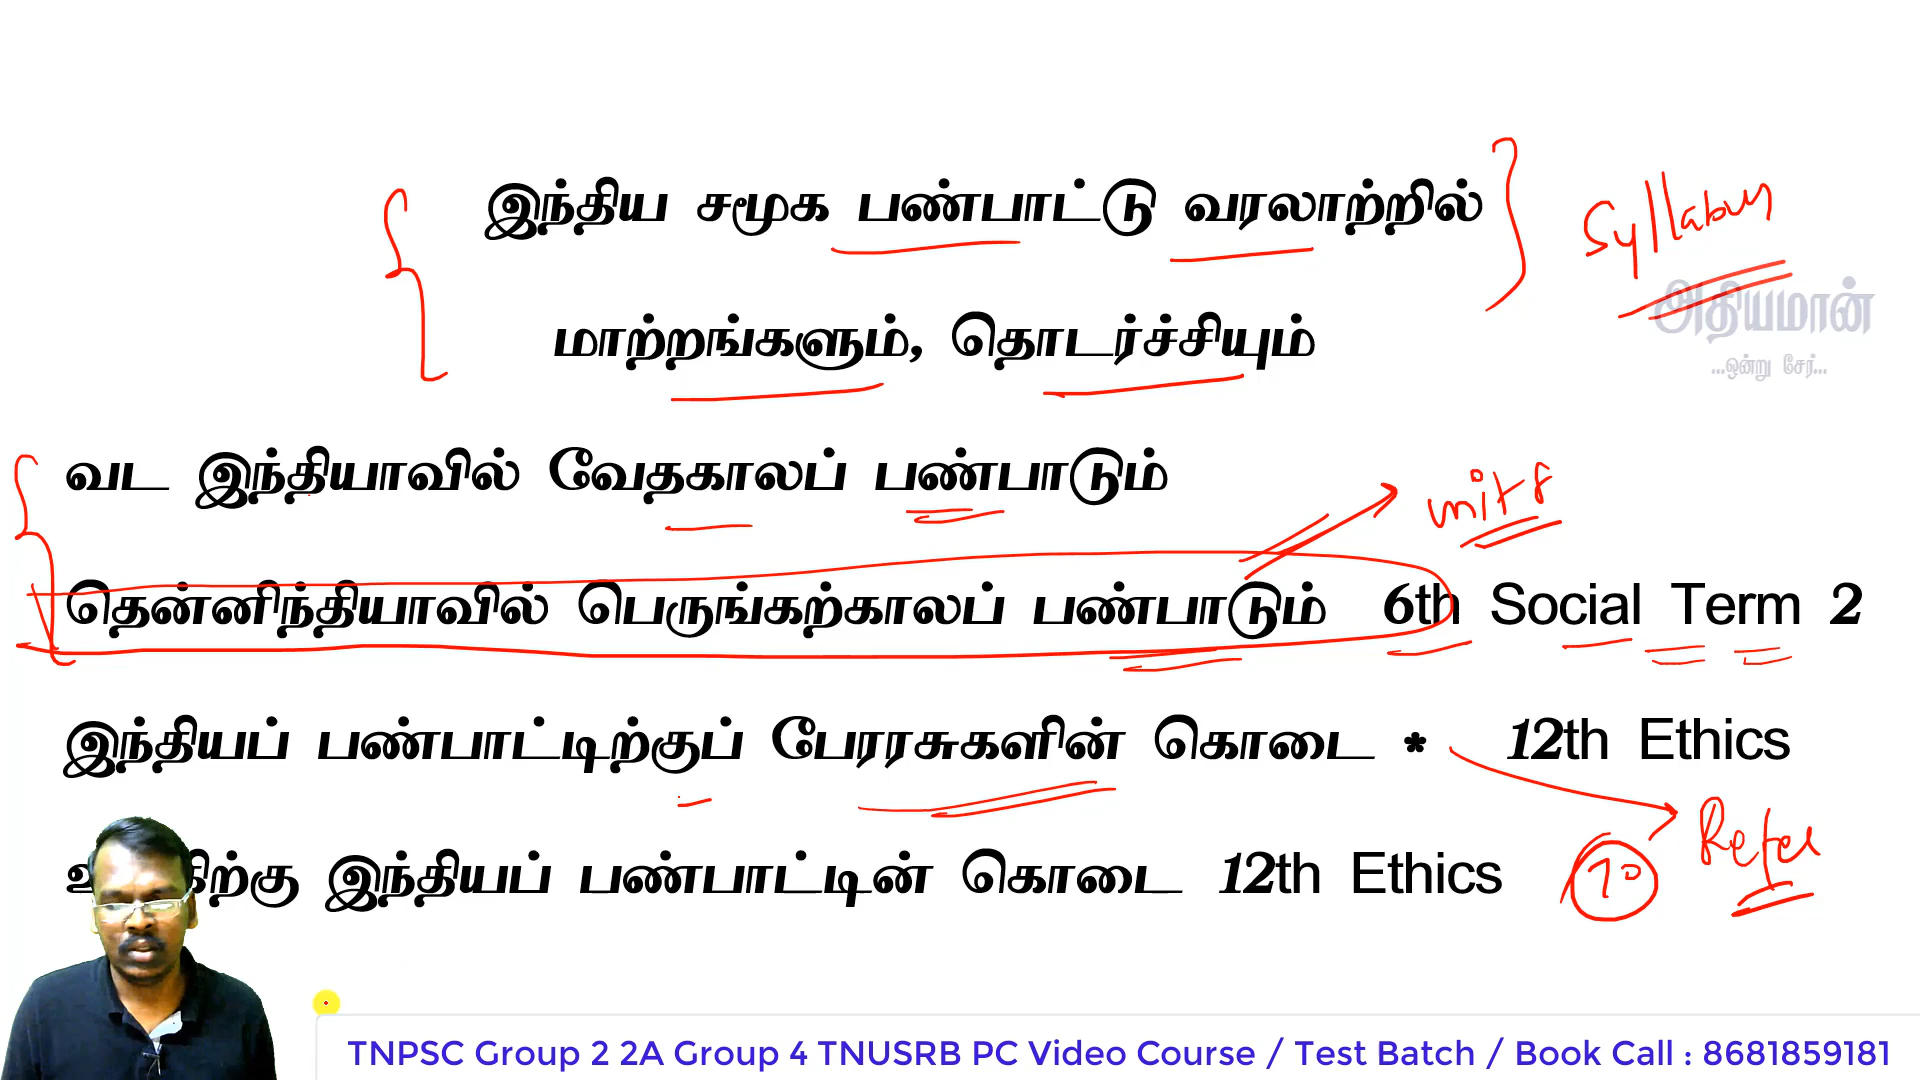 இந்திய சமூக பண்பாட்டு வரலாற்றில்
மாற்றங்களும், தொடர்ச்சியும்
Syllabus
அதியமான்
...ஒன்று சேர்...
வட இந்தியாவில் வேதகாலப் பண்பாடும்
தென்னிந்தியாவில் பெருங்கற்காலப் பண்பாடும் 6th Social Term 2
இந்தியப் பண்பாட்டிற்குப் பேரரசுகளின் கொடை * 12th Ethics
Refer
இந்தியப் பண்பாட்டின் கொடை 12th Ethics
TNPSC Group 2 2A Group 4 TNUSRB PC Video Course / Test Batch / Book Call : 8681859181